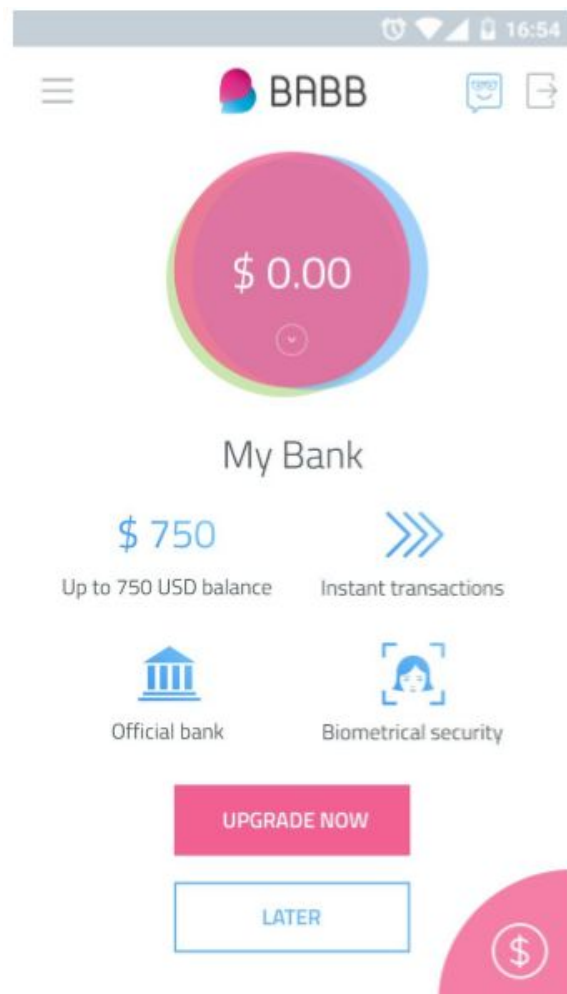 16:54
BABB
$ 0.00
My Bank
$ 750
Up to 750 USD balance
Instant transactions
Official bank
Biometrical security
UPGRADE NOW
LATER
$